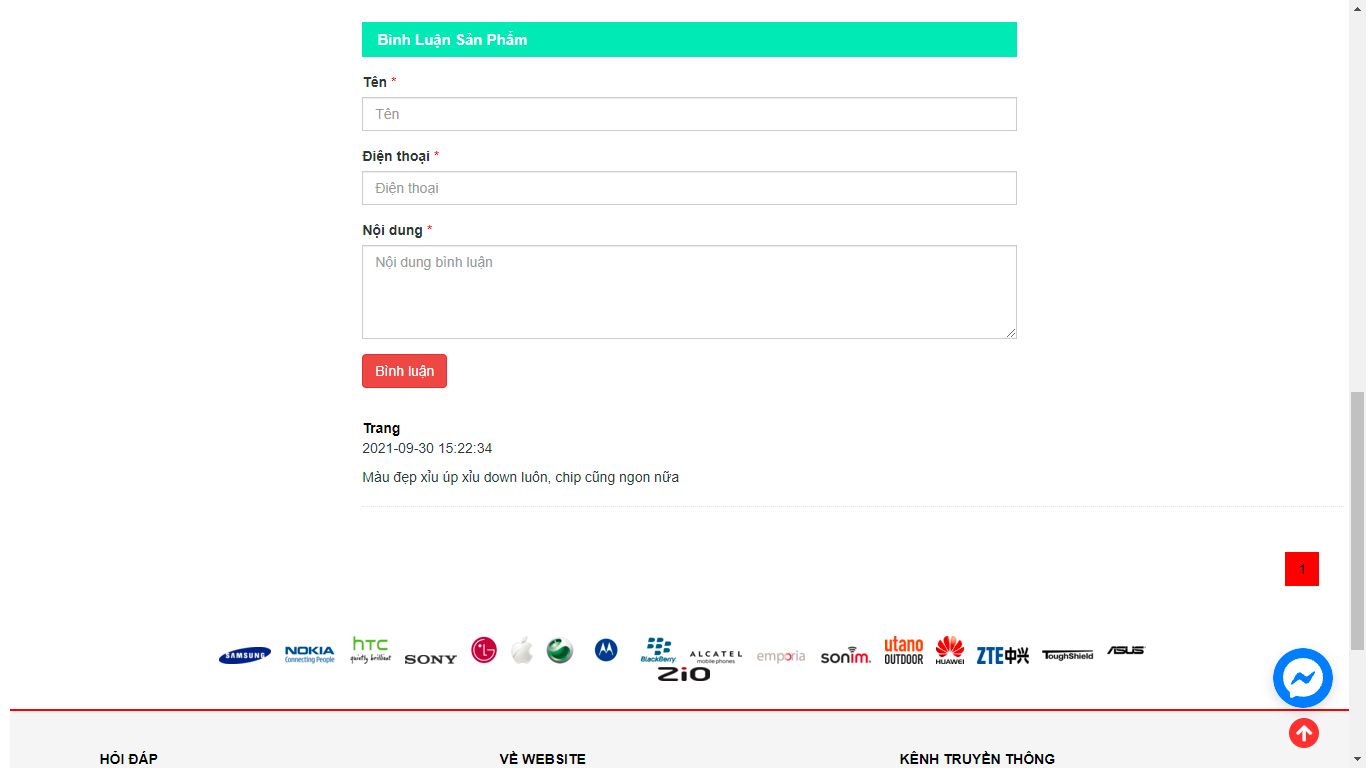 Bình Luận Sản Phẩm
Tên *
Tên
Điện thoại *
Điện thoại
Nội dung *
Nội dung bình luận
Bình luận
Trang
2021-09-30 15:22:34
Màu đẹp xỉu úp xỉu down luôn, chip cũng ngon nữa
1
SAMSUNG NOKIA Connecting People hTC quietly brilliant SONY LG BlackBerry ALCATEL mobile phones emporia sonim. utano OUTDOOR HUAWEI ZTE中兴 ToughShield ASUS
ZiO
HỎI ĐÁP VỀ WEBSITE KÊNH TRUYỀN THÔNG